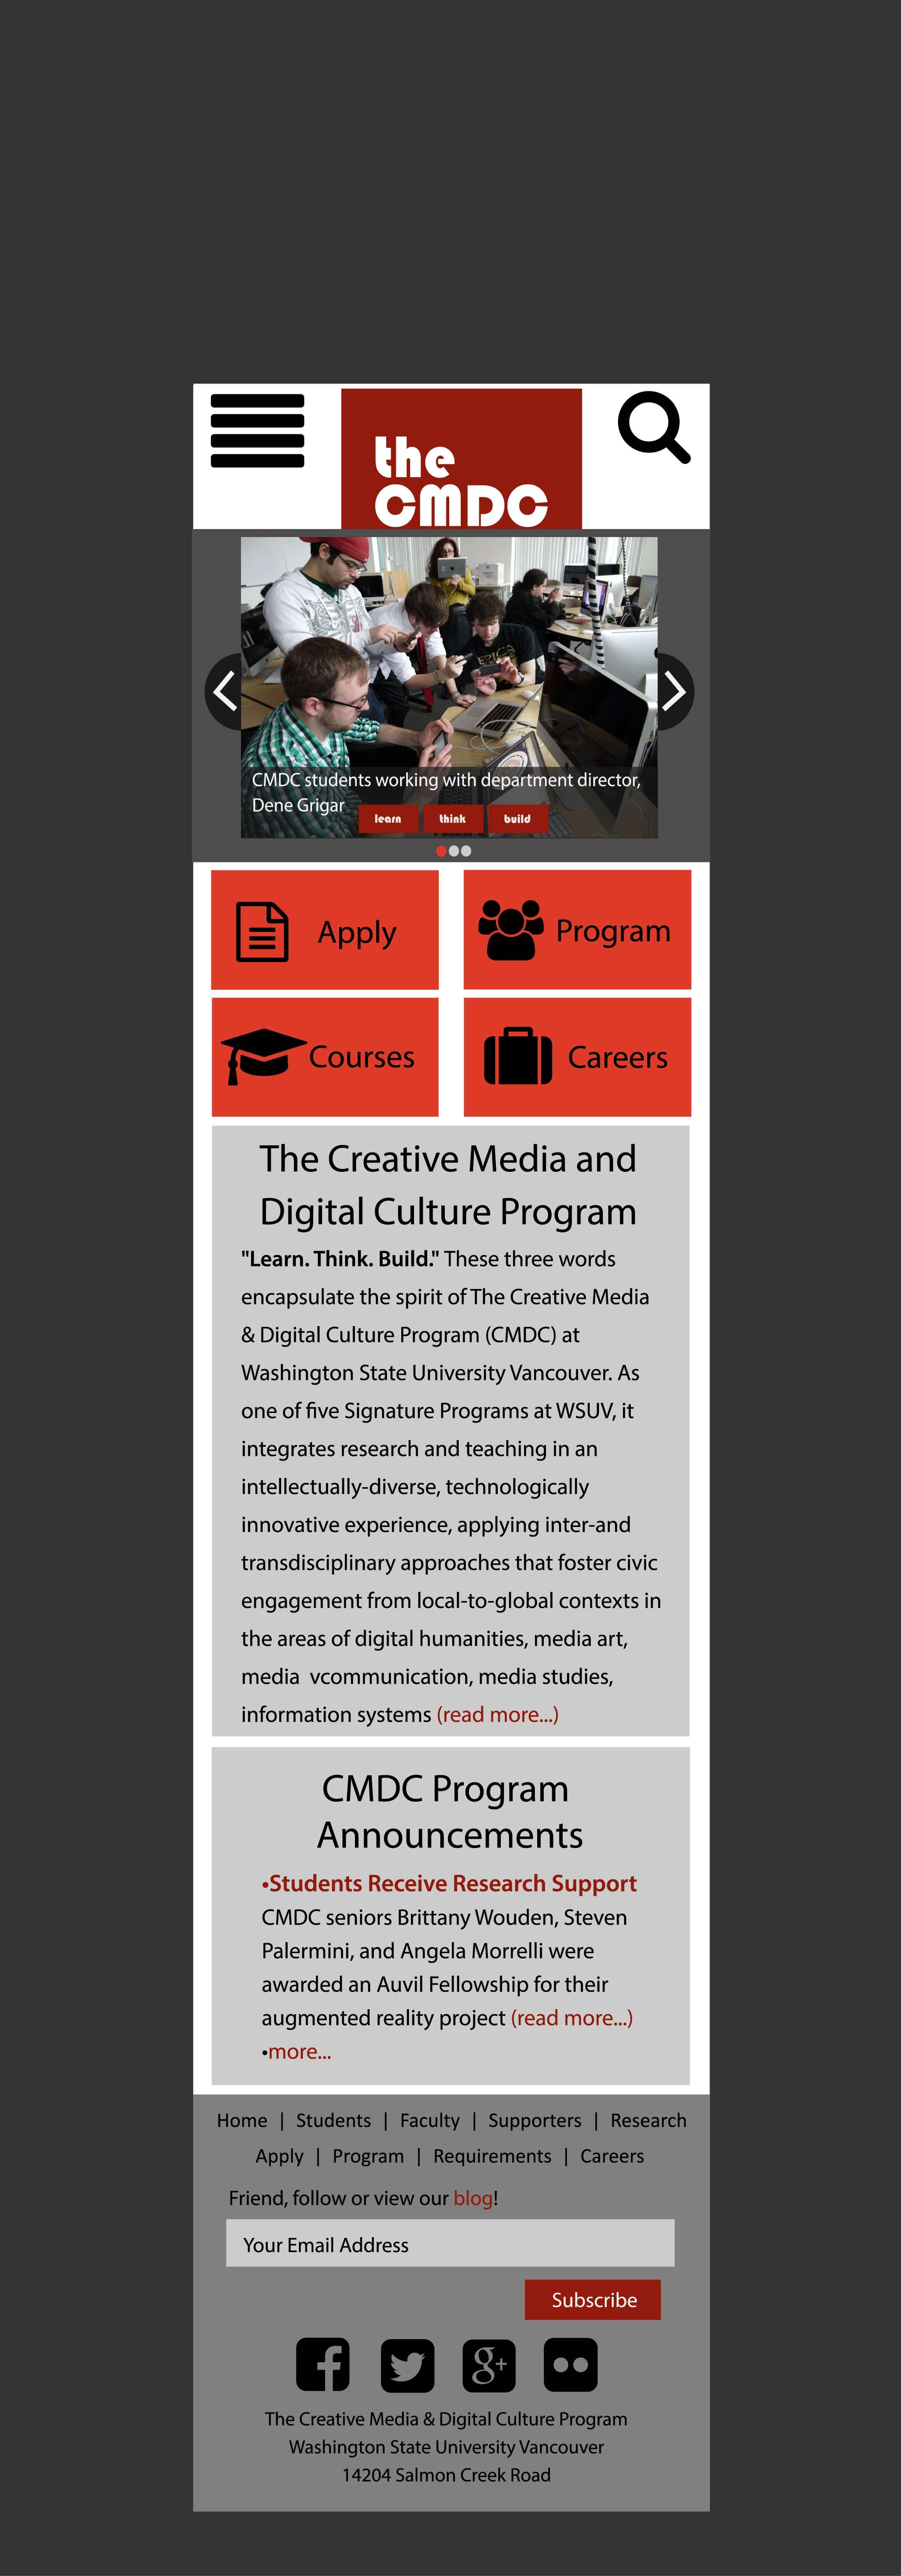 the
CMDC
EPICA
CMDC students working with department director,
Dene Grigar
learn think build
Apply
Program
Courses
Careers
The Creative Media and
Digital Culture Program
"Learn. Think. Build." These three words
encapsulate the spirit of The Creative Media
& Digital Culture Program (CMDC) at
Washington State University Vancouver. As
one of five Signature Programs at WSUV, it
integrates research and teaching in an
intellectually-diverse, technologically
innovative experience, applying inter-and
transdisciplinary approaches that foster civic
engagement from local-to-global contexts in
the areas of digital humanities, media art,
media vcommunication, media studies,
information systems (read more...)
CMDC Program
Announcements
•Students Receive Research Support
CMDC seniors Brittany Wouden, Steven
Palermini, and Angela Morrelli were
awarded an Auvil Fellowship for their
augmented reality project (read more...)
•more...
Home | Students | Faculty | Supporters | Research
Apply | Program | Requirements | Careers
Friend, follow or view our blog!
Your Email Address
Subscribe
The Creative Media & Digital Culture Program
Washington State University Vancouver
14204 Salmon Creek Road